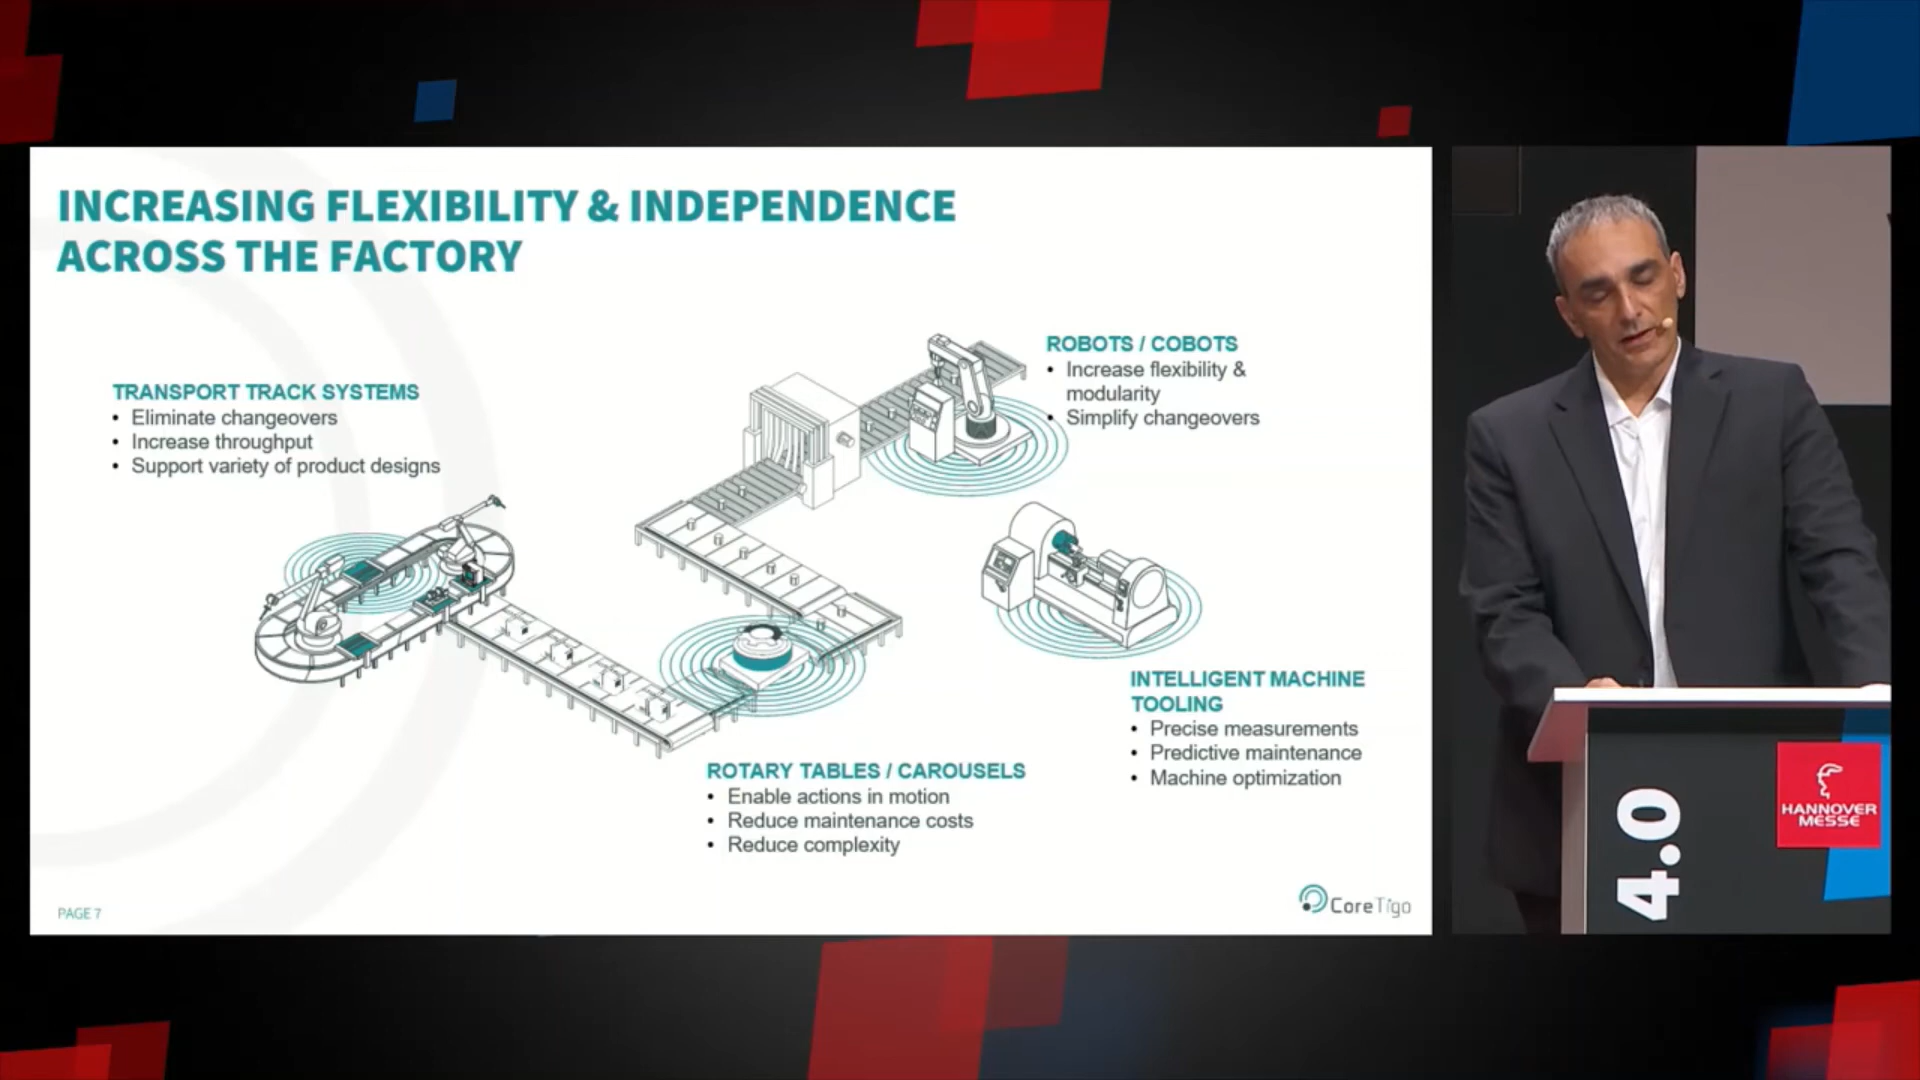 INCREASING FLEXIBILITY & INDEPENDENCE
ACROSS THE FACTORY
TRANSPORT TRACK SYSTEMS
• Eliminate changeovers
• Increase throughput
• Support variety of product designs
ROBOTS / COBOTS
• Increase flexibility &
modularity
• Simplify changeovers
INTELLIGENT MACHINE
TOOLING
• Precise measurements
• Predictive maintenance
• Machine optimization
ROTARY TABLES / CAROUSELS
• Enable actions in motion
• Reduce maintenance costs
• Reduce complexity
PAGE 7
CoreTigo
4.0
HANNOVER
MESSE